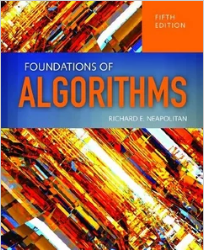 FIFTH
EDITION
FOUNDATIONS OF
ALGORITHMS
RICHARD E. NEAPOLITAN